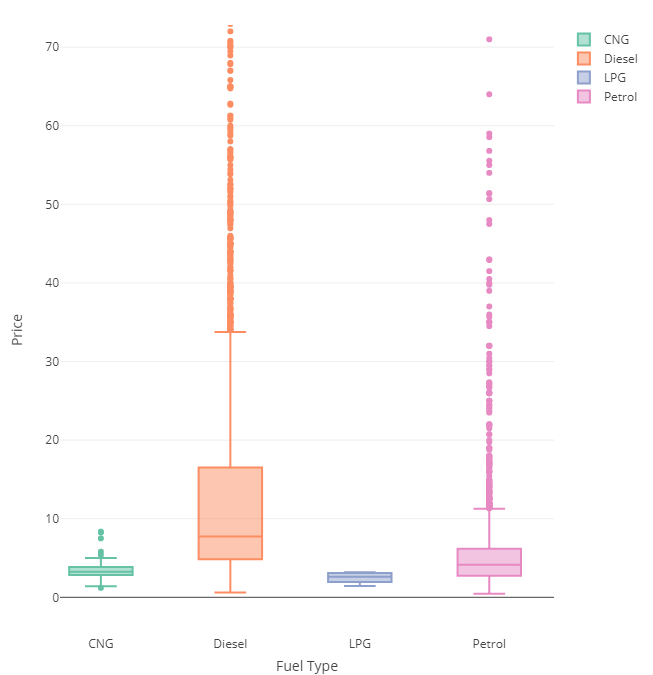 70
60
50
40
30
20
10
0
Price
CNG
Diesel
LPG
Petrol
Fuel Type
CNG
Diesel
LPG
Petrol